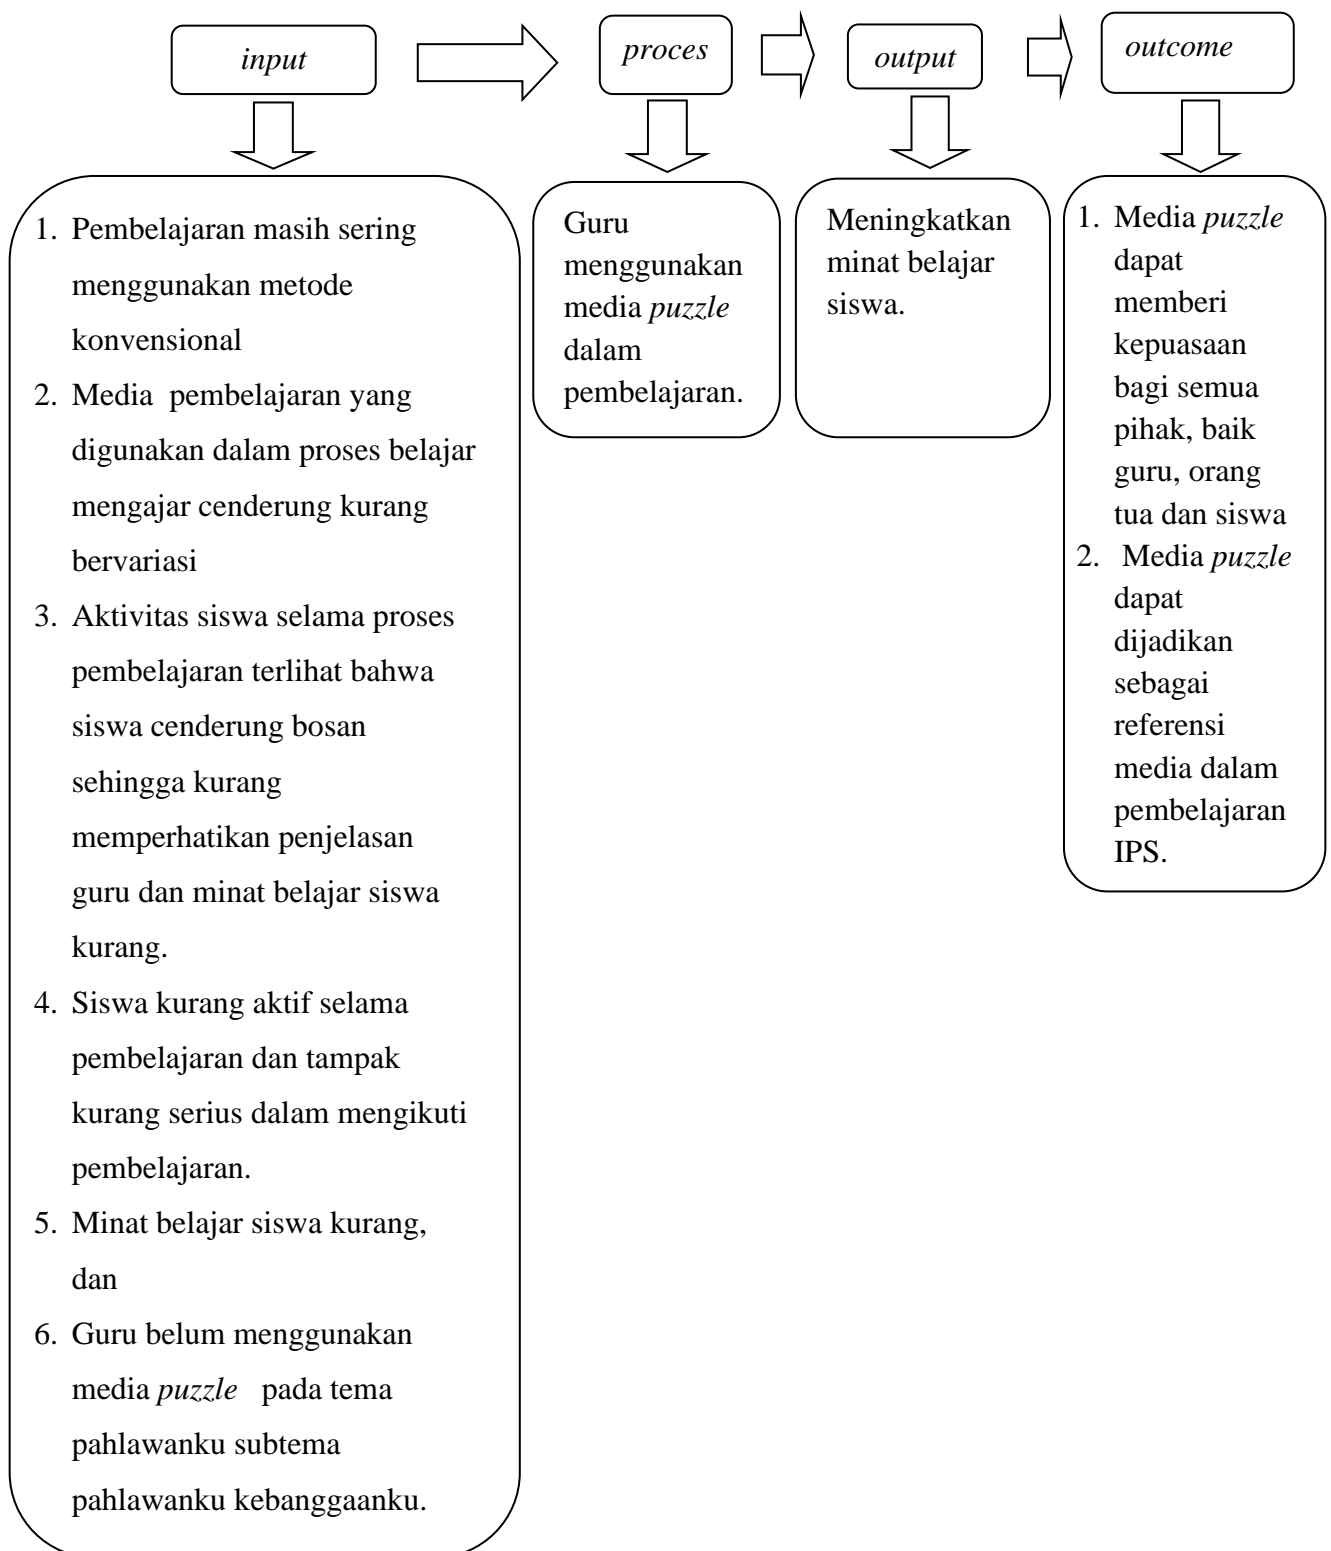 input
proces
output
outcome
1. Pembelajaran masih sering
menggunakan metode
konvensional
2. Media pembelajaran yang
digunakan dalam proses belajar
mengajar cenderung kurang
bervariasi
3. Aktivitas siswa selama proses
pembelajaran terlihat bahwa
siswa cenderung bosan
sehingga kurang
memperhatikan penjelasan
guru dan minat belajar siswa
kurang.
4. Siswa kurang aktif selama
pembelajaran dan tampak
kurang serius dalam mengikuti
pembelajaran.
5. Minat belajar siswa kurang,
dan
6. Guru belum menggunakan
media puzzle pada tema
pahlawanku subtema
pahlawanku kebanggaanku.
Guru
menggunakan
media puzzle
dalam
pembelajaran.
Meningkatkan
minat belajar
siswa.
1. Media puzzle
dapat
memberi
kepuasaan
bagi semua
pihak, baik
guru, orang
tua dan siswa
2. Media puzzle
dapat
dijadikan
sebagai
referensi
media dalam
pembelajaran
IPS.